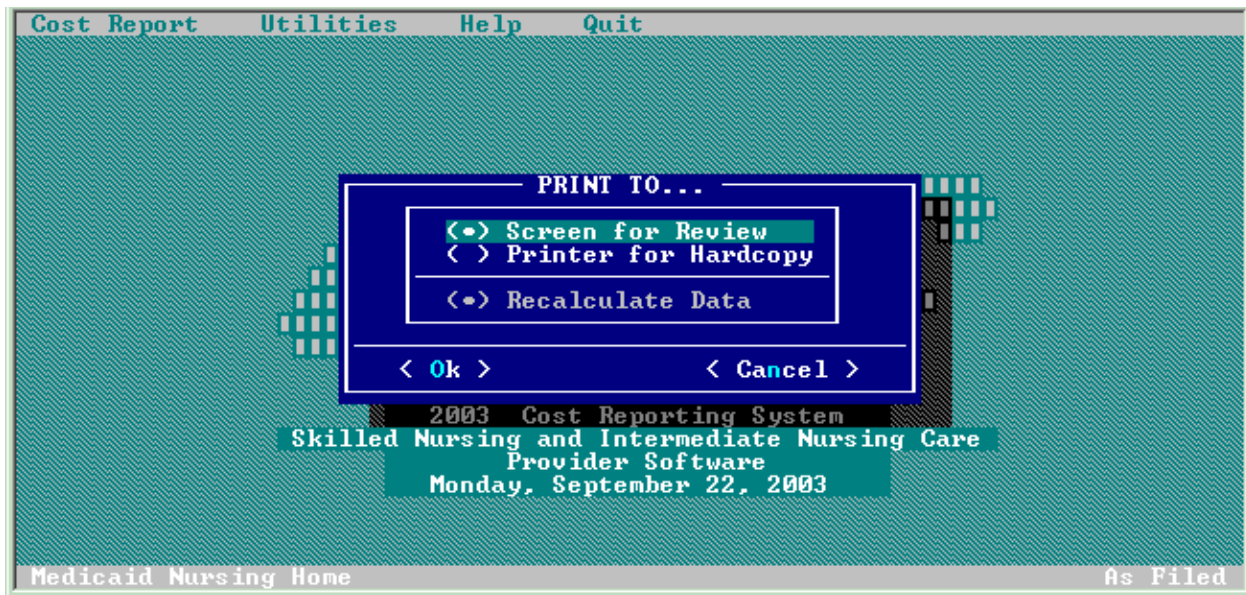 Cost Report Utilities Help Quit
PRINT TO...
(•) Screen for Review
( ) Printer for Hardcopy
(•) Recalculate Data
< Ok > < Cancel >
2003 Cost Reporting System
Skilled Nursing and Intermediate Nursing Care
Provider Software
Monday, September 22, 2003
Medicaid Nursing Home As Filed